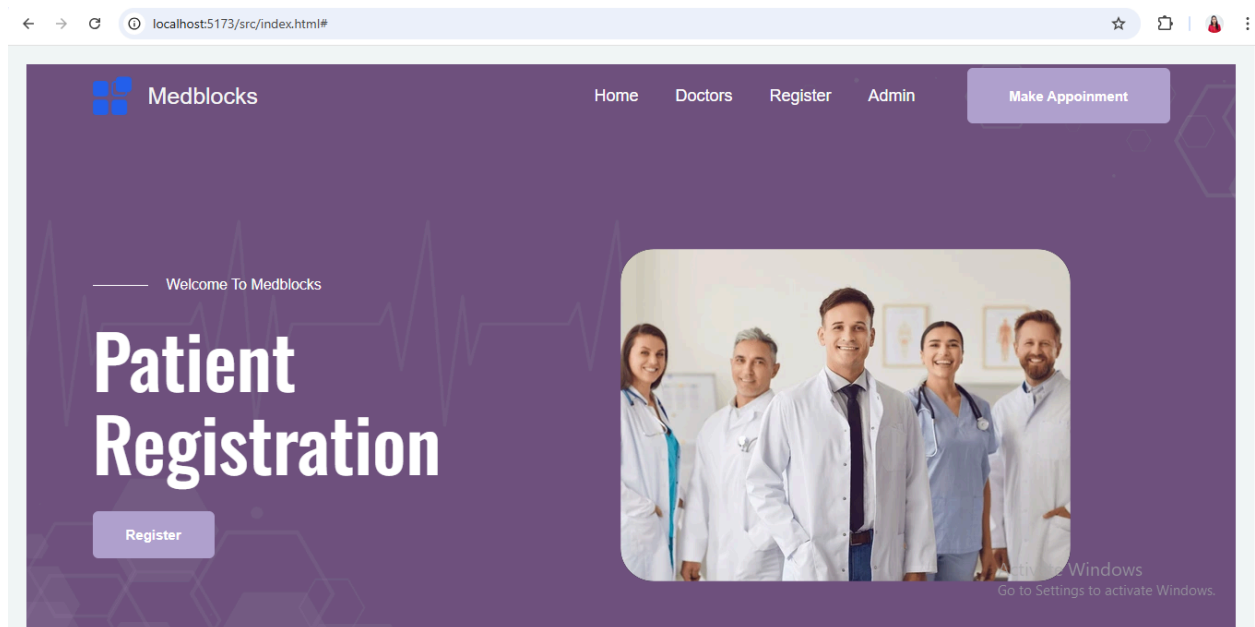 localhost:5173/src/index.html#
Medblocks
Home Doctors Register Admin Make Appoinment
Welcome To Medblocks
Patient
Registration
Register
Activate Windows
Go to Settings to activate Windows.